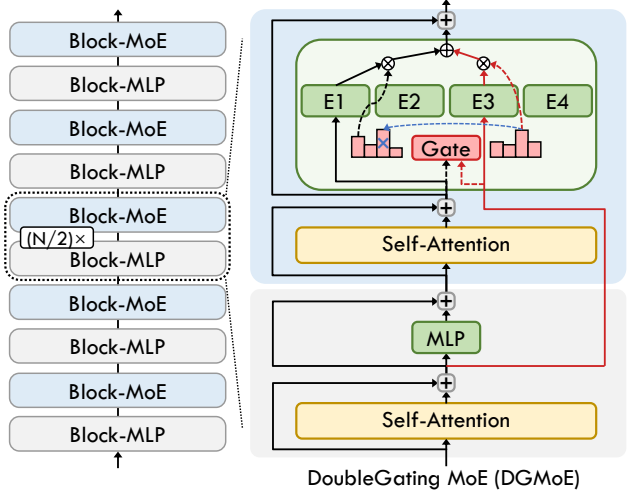 Block-MoE
Block-MLP
Block-MoE
Block-MLP
Block-MoE
(N/2)×
Block-MLP
Block-MoE
Block-MLP
Block-MoE
Block-MLP
E1 E2 E3 E4
Gate
Self-Attention
MLP
Self-Attention
DoubleGating MoE (DGMoE)